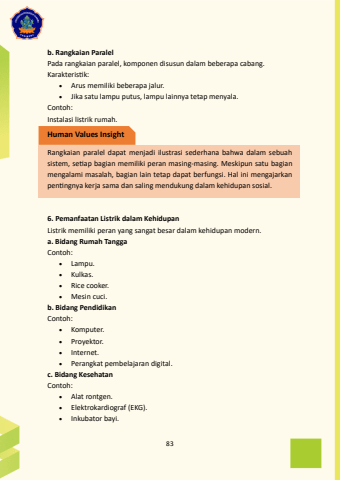 b. Rangkaian Paralel
Pada rangkaian paralel, komponen disusun dalam beberapa cabang.
Karakteristik:
• Arus memiliki beberapa jalur.
• Jika satu lampu putus, lampu lainnya tetap menyala.
Contoh:
Instalasi listrik rumah.
Human Values Insight
Rangkaian paralel dapat menjadi ilustrasi sederhana bahwa dalam sebuah
sistem, setiap bagian memiliki peran masing-masing. Meskipun satu bagian
mengalami masalah, bagian lain tetap dapat berfungsi. Hal ini mengajarkan
pentingnya kerja sama dan saling mendukung dalam kehidupan sosial.
6. Pemanfaatan Listrik dalam Kehidupan
Listrik memiliki peran yang sangat besar dalam kehidupan modern.
a. Bidang Rumah Tangga
Contoh:
• Lampu.
• Kulkas.
• Rice cooker.
• Mesin cuci.
b. Bidang Pendidikan
Contoh:
• Komputer.
• Proyektor.
• Internet.
• Perangkat pembelajaran digital.
c. Bidang Kesehatan
Contoh:
• Alat rontgen.
• Elektrokardiograf (EKG).
• Inkubator bayi.
83